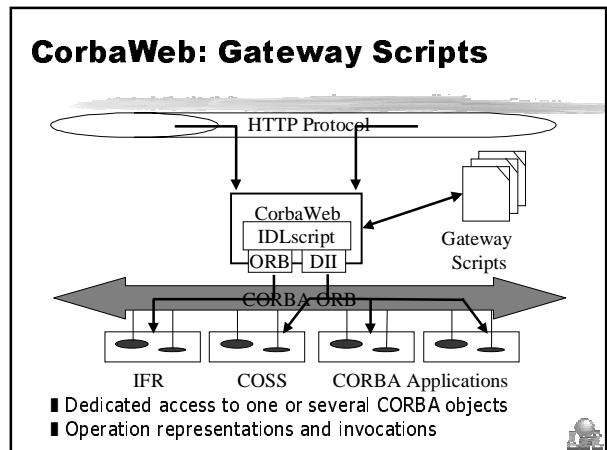 CorbaWeb: Gateway Scripts
HTTP Protocol
CorbaWeb
IDLscript
ORB DII
Gateway
Scripts
CORBA ORB
IFR COSS CORBA Applications
Dedicated access to one or several CORBA objects
Operation representations and invocations